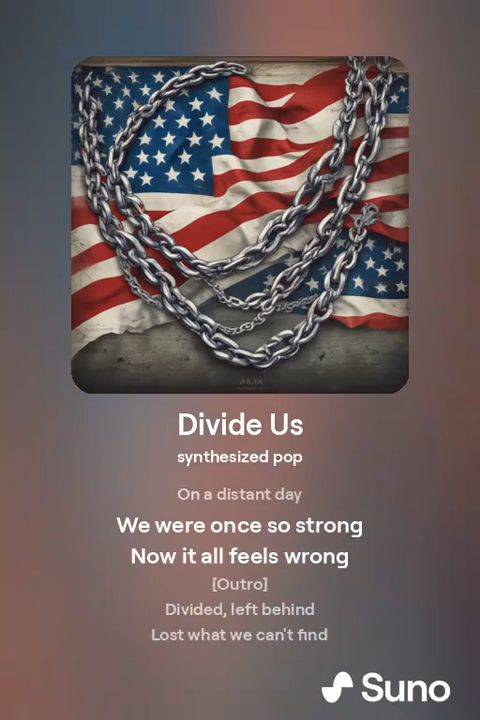 Divide Us
synthesized pop
On a distant day
We were once so strong
Now it all feels wrong
[Outro]
Divided, left behind
Lost what we can't find
Suno